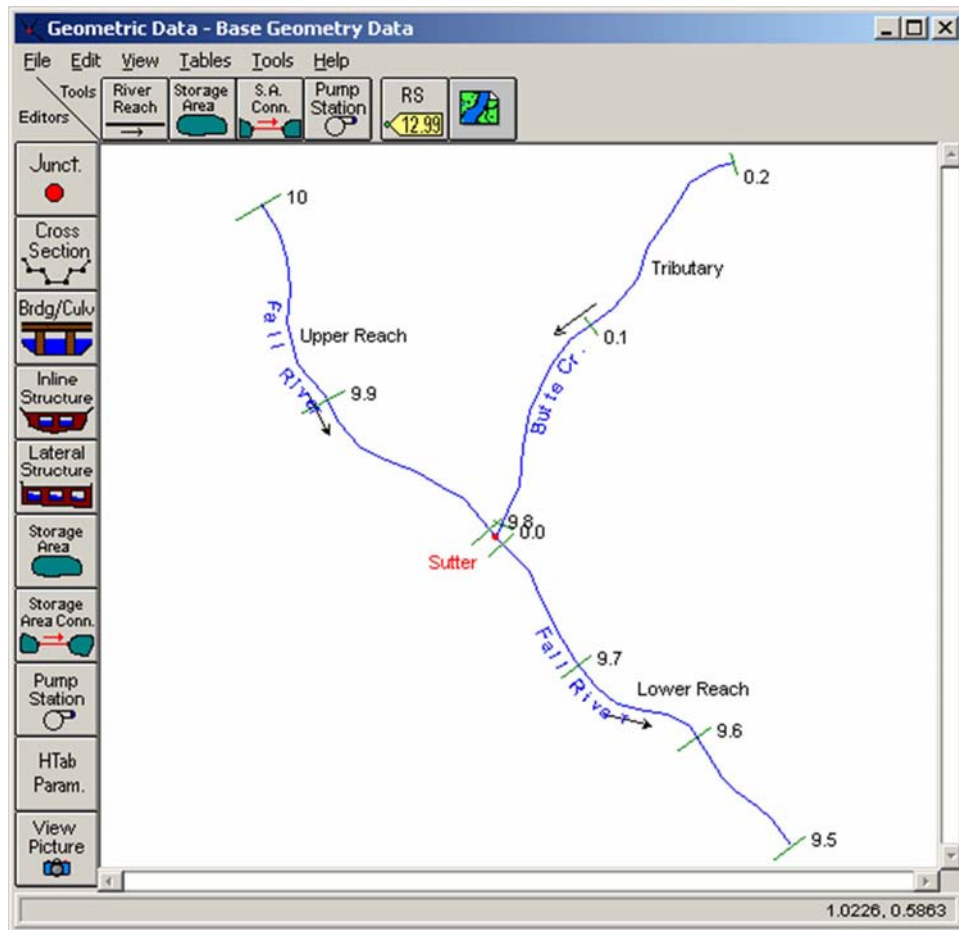 Geometric Data - Base Geometry Data
File Edit View Tables Tools Help
Tools
Editors
River
Reach
Storage
Area
S.A.
Conn.
Pump
Station
RS
12.99
Junct.
Cross
Section
Brdg/Culv
Inline
Structure
Lateral
Structure
Storage
Area
Storage
Area Conn.
Pump
Station
HTab
Param.
View
Picture
10
0.2
Tributary
Fall River
Upper Reach
0.1
Butte Cr.
9.9
9.8
0.0
Sutter
9.7
Fall River
Lower Reach
9.6
9.5
1.0226, 0.5863